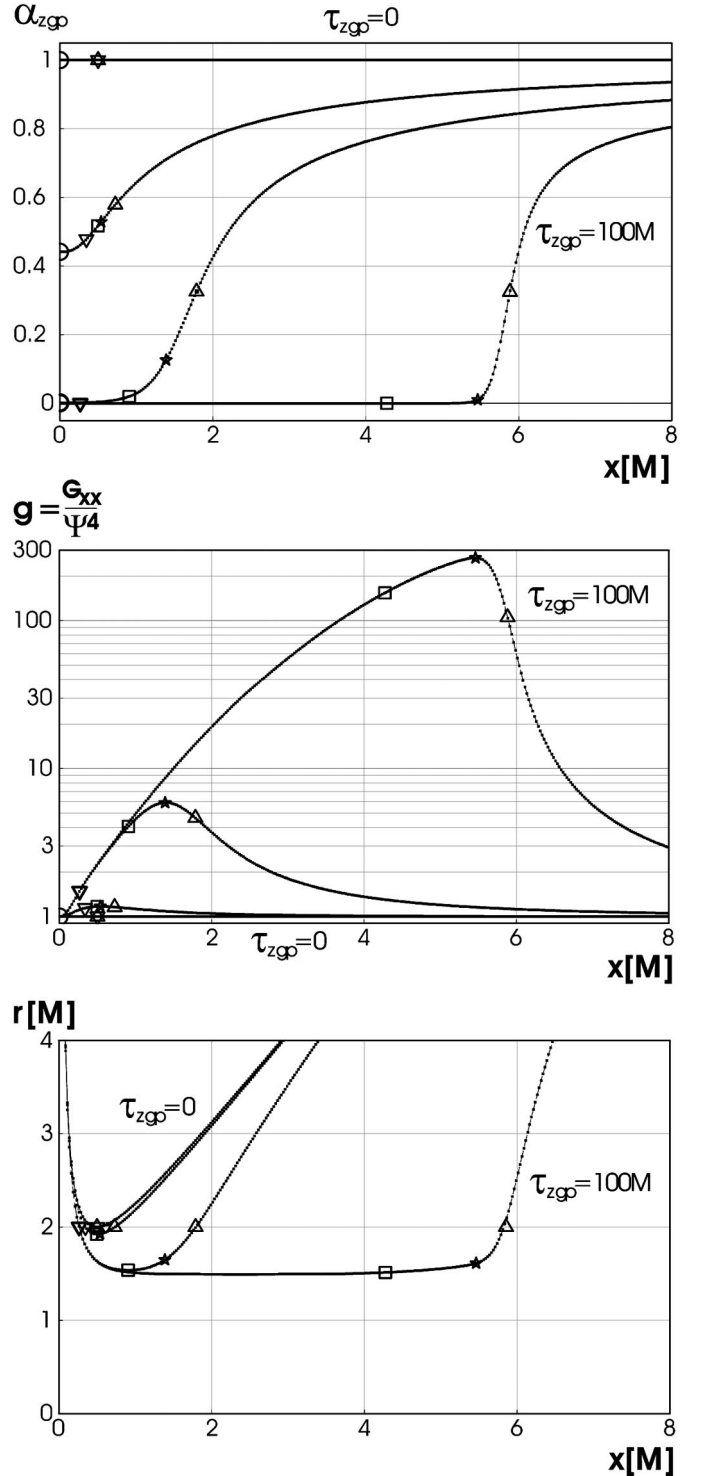 α_zgp τ_zgp=0
1
0.8
0.6
τ_zgp=100M
0.4
0.2
0
0 2 4 6 8
x[M]
g=G_xx/Ψ4
300
τ_zgp=100M
100
30
10
3
1
0 2 4 6 8
τ_zgp=0
x[M]
r[M]
4
τ_zgp=0
3
τ_zgp=100M
2
1
0
0 2 4 6 8
x[M]